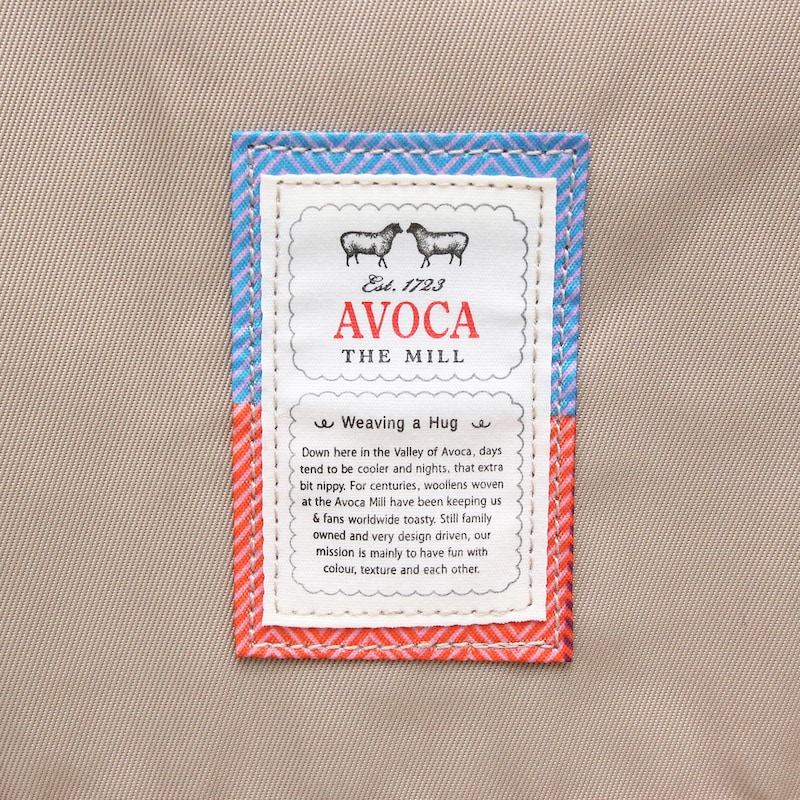 Est. 1723
AVOCA
THE MILL
Weaving a Hug
Down here in the Valley of Avoca, days
tend to be cooler and nights, that extra
bit nippy. For centuries, woollens woven
at the Avoca Mill have been keeping us
& fans worldwide toasty. Still family
owned and very design driven, our
mission is mainly to have fun with
colour, texture and each other.